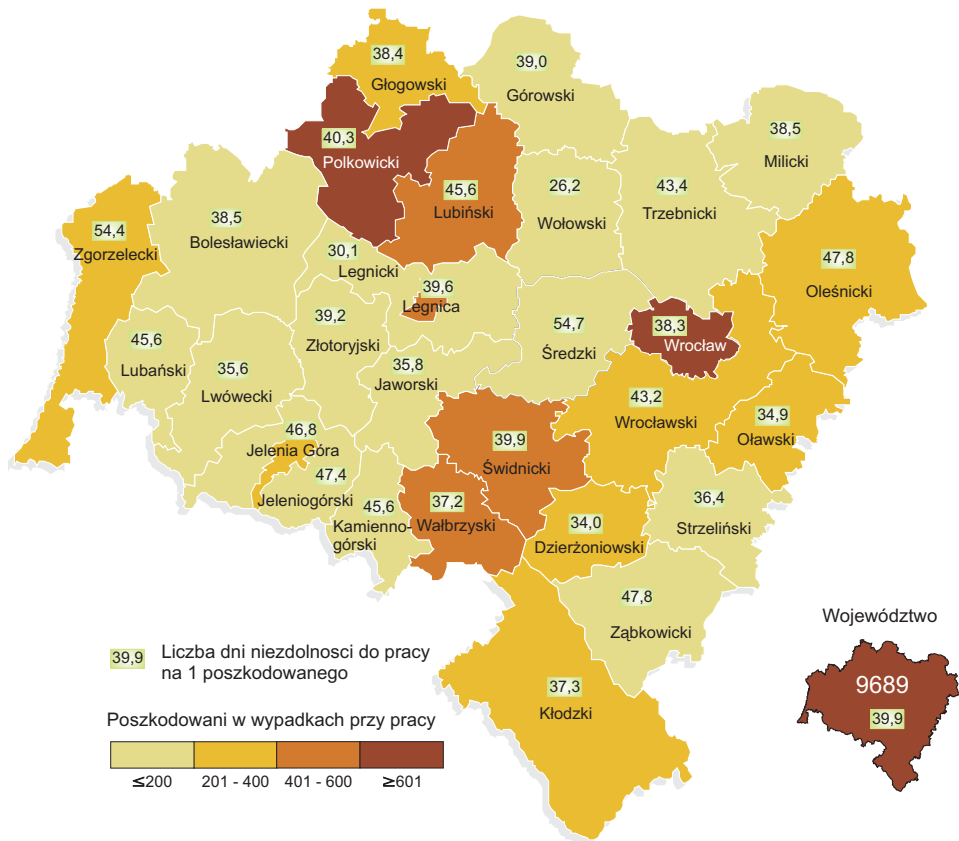 38,4
Głogowski
39,0
Górowski
40,3
Polkowicki
38,5
Milicki
45,6
Lubiński
26,2
Wołowski
43,4
Trzebnicki
54,4
Zgorzelecki
38,5
Bolesławiecki
47,8
Oleśnicki
30,1
Legnicki
39,6
Legnica
39,2
Złotoryjski
54,7
Średzki
38,3
Wrocław
45,6
Lubański
35,6
Lwówecki
35,8
Jaworski
43,2
Wrocławski
34,9
Oławski
46,8
Jelenia Góra
39,9
Świdnicki
47,4
Jeleniogórski
45,6
Kamienno-
górski
37,2
Wałbrzyski
34,0
Dzierżoniowski
36,4
Strzeliński
47,8
Ząbkowicki
37,3
Kłodzki
39,9
Liczba dni niezdolnosci do pracy
na 1 poszkodowanego
Poszkodowani w wypadkach przy pracy
≤200 201 - 400 401 - 600 ≥601
Województwo
9689
39,9